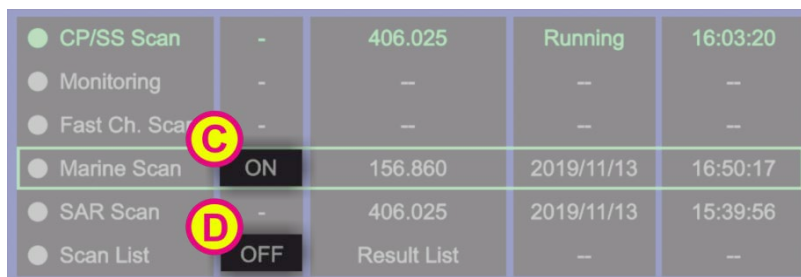 CP/SS Scan - 406.025 Running 16:03:20
Monitoring - -- -- --
Fast Ch. Scan - -- -- --
C
Marine Scan ON 156.860 2019/11/13 16:50:17
SAR Scan - 406.025 2019/11/13 15:39:56
D
Scan List OFF Result List -- --